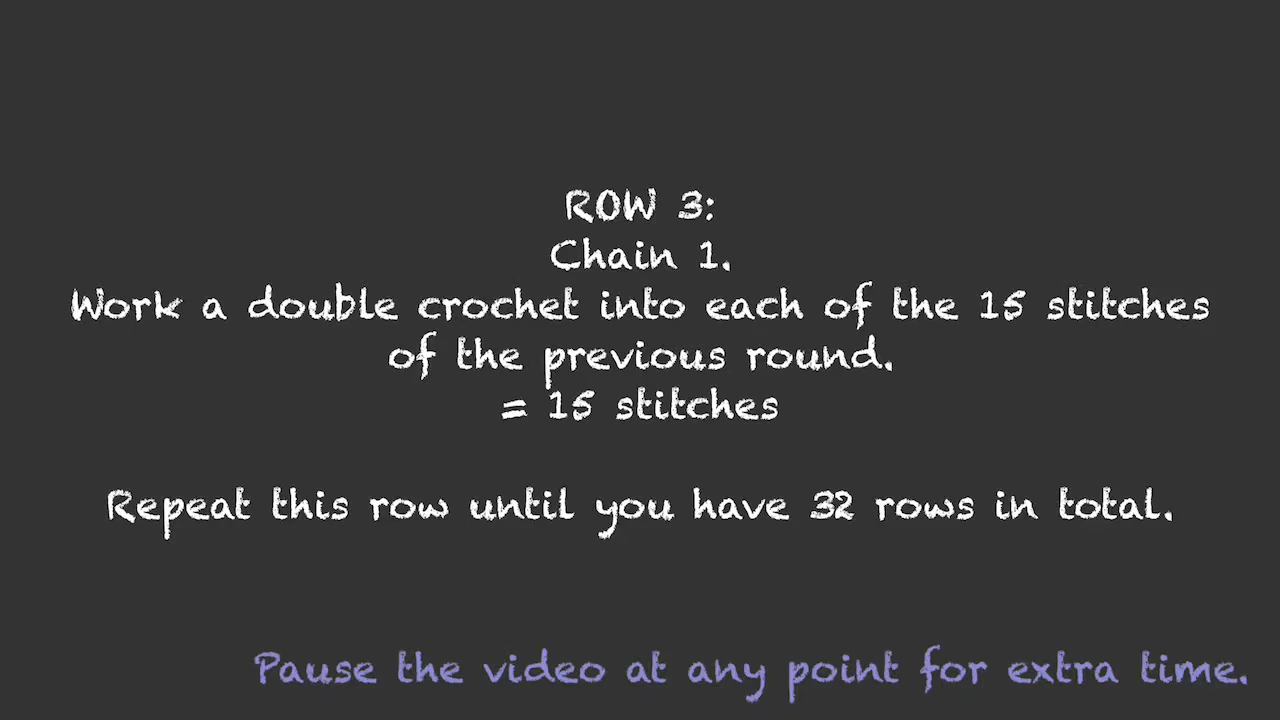 ROW 3:
Chain 1.
Work a double crochet into each of the 15 stitches
of the previous round.
= 15 stitches
Repeat this row until you have 32 rows in total.
Pause the video at any point for extra time.